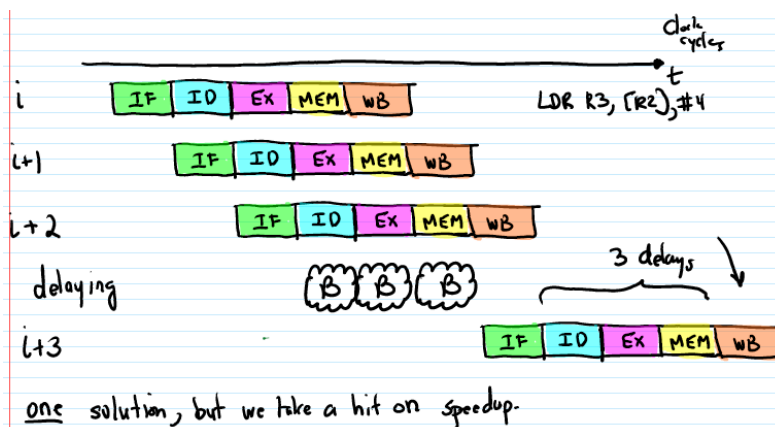 clock cycles
t
i IF ID EX MEM WB LDR R3, [R2], #4
i+1 IF ID EX MEM WB
i+2 IF ID EX MEM WB
3 delays
delaying B B B
i+3 IF ID EX MEM WB
one solution, but we take a hit on speedup.